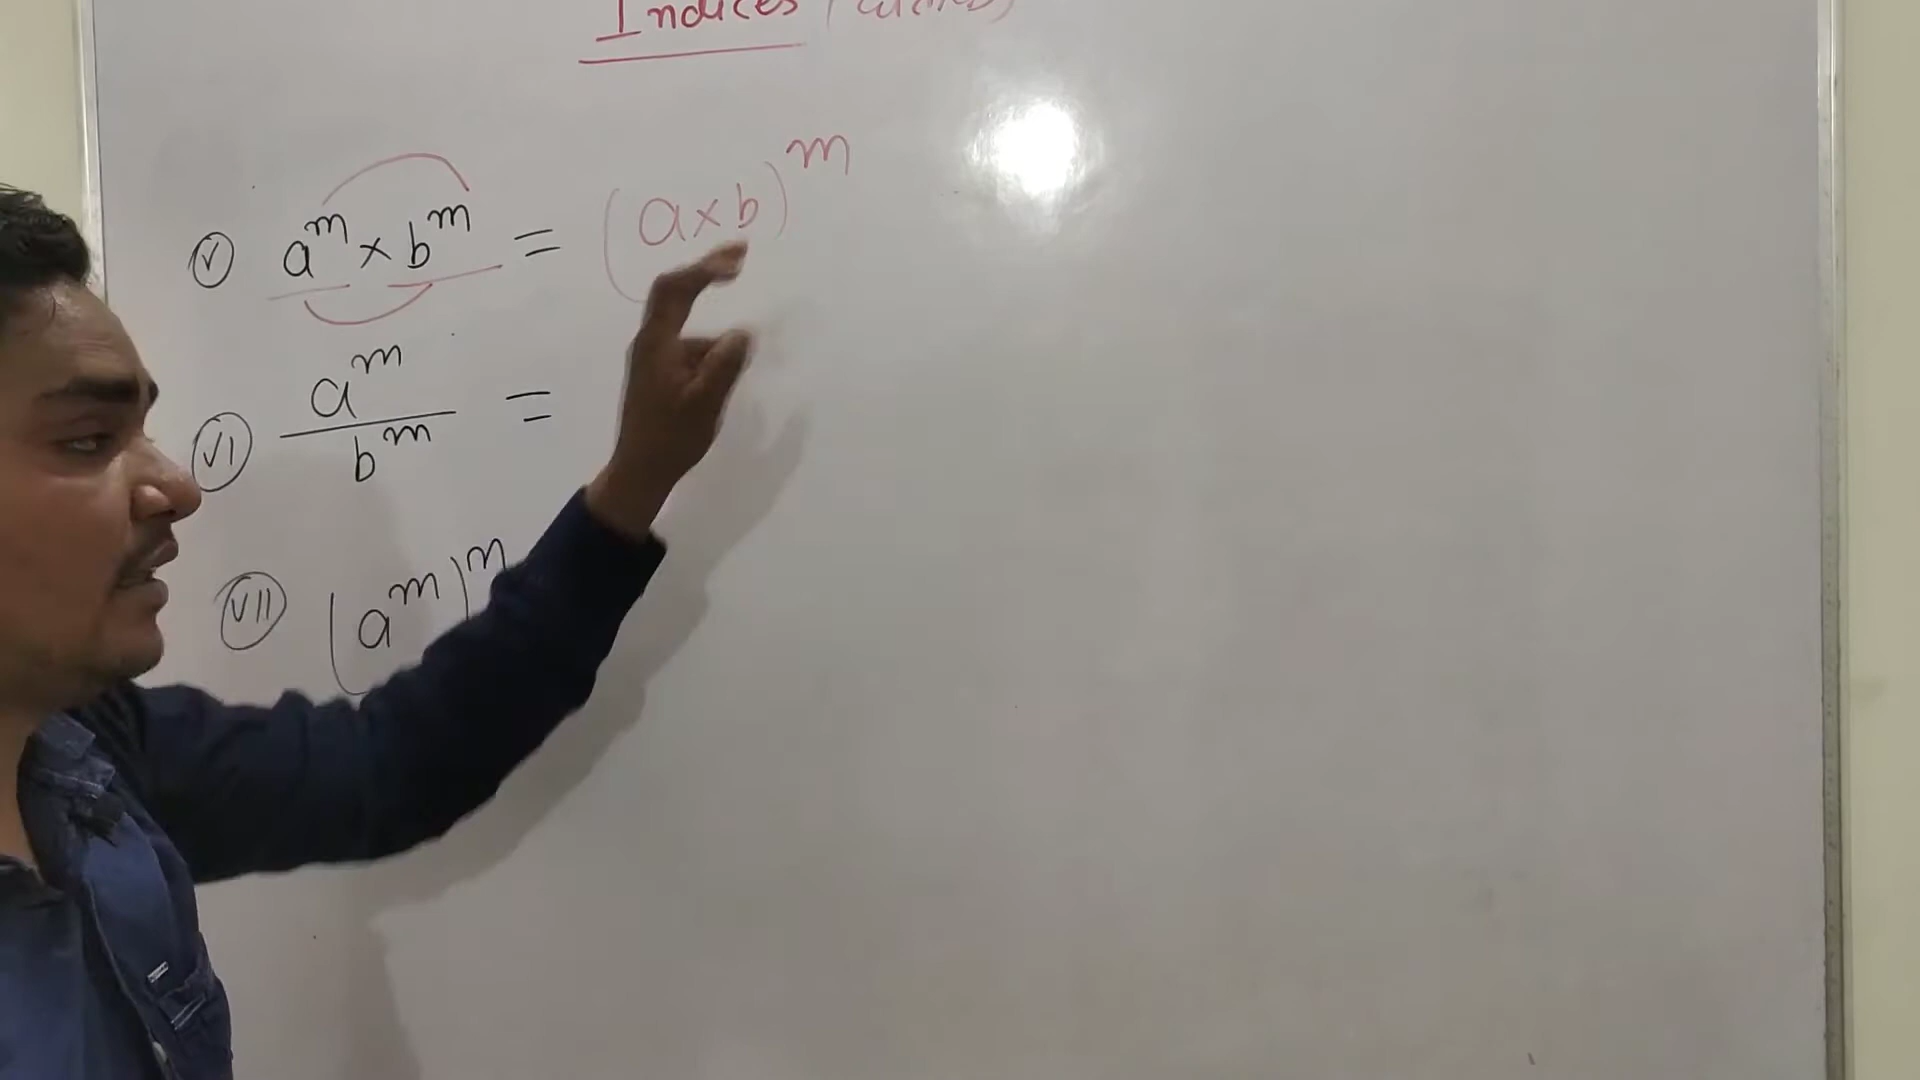 Indices
(v) a^m × b^m = (a×b)^m
(vi) a^m / b^m =
(vii) (a^m)^n